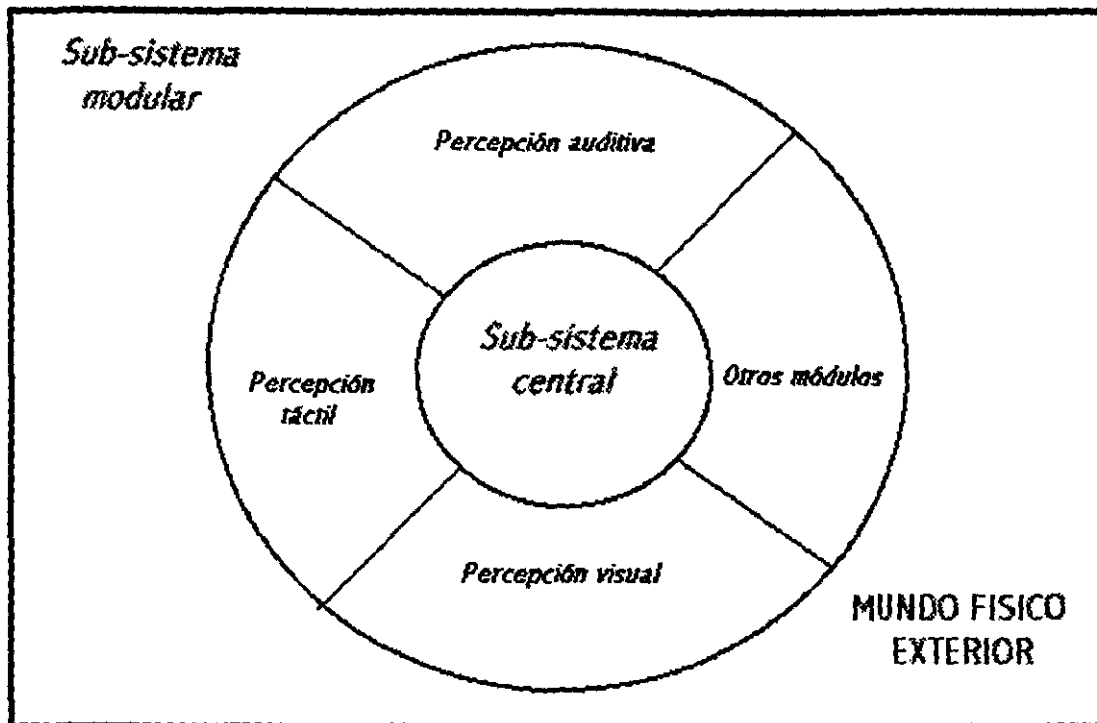 Sub-sistema
modular
Percepción auditiva
Sub-sistema
central
Percepción
táctil
Otros módulos
Percepción visual
MUNDO FISICO
EXTERIOR